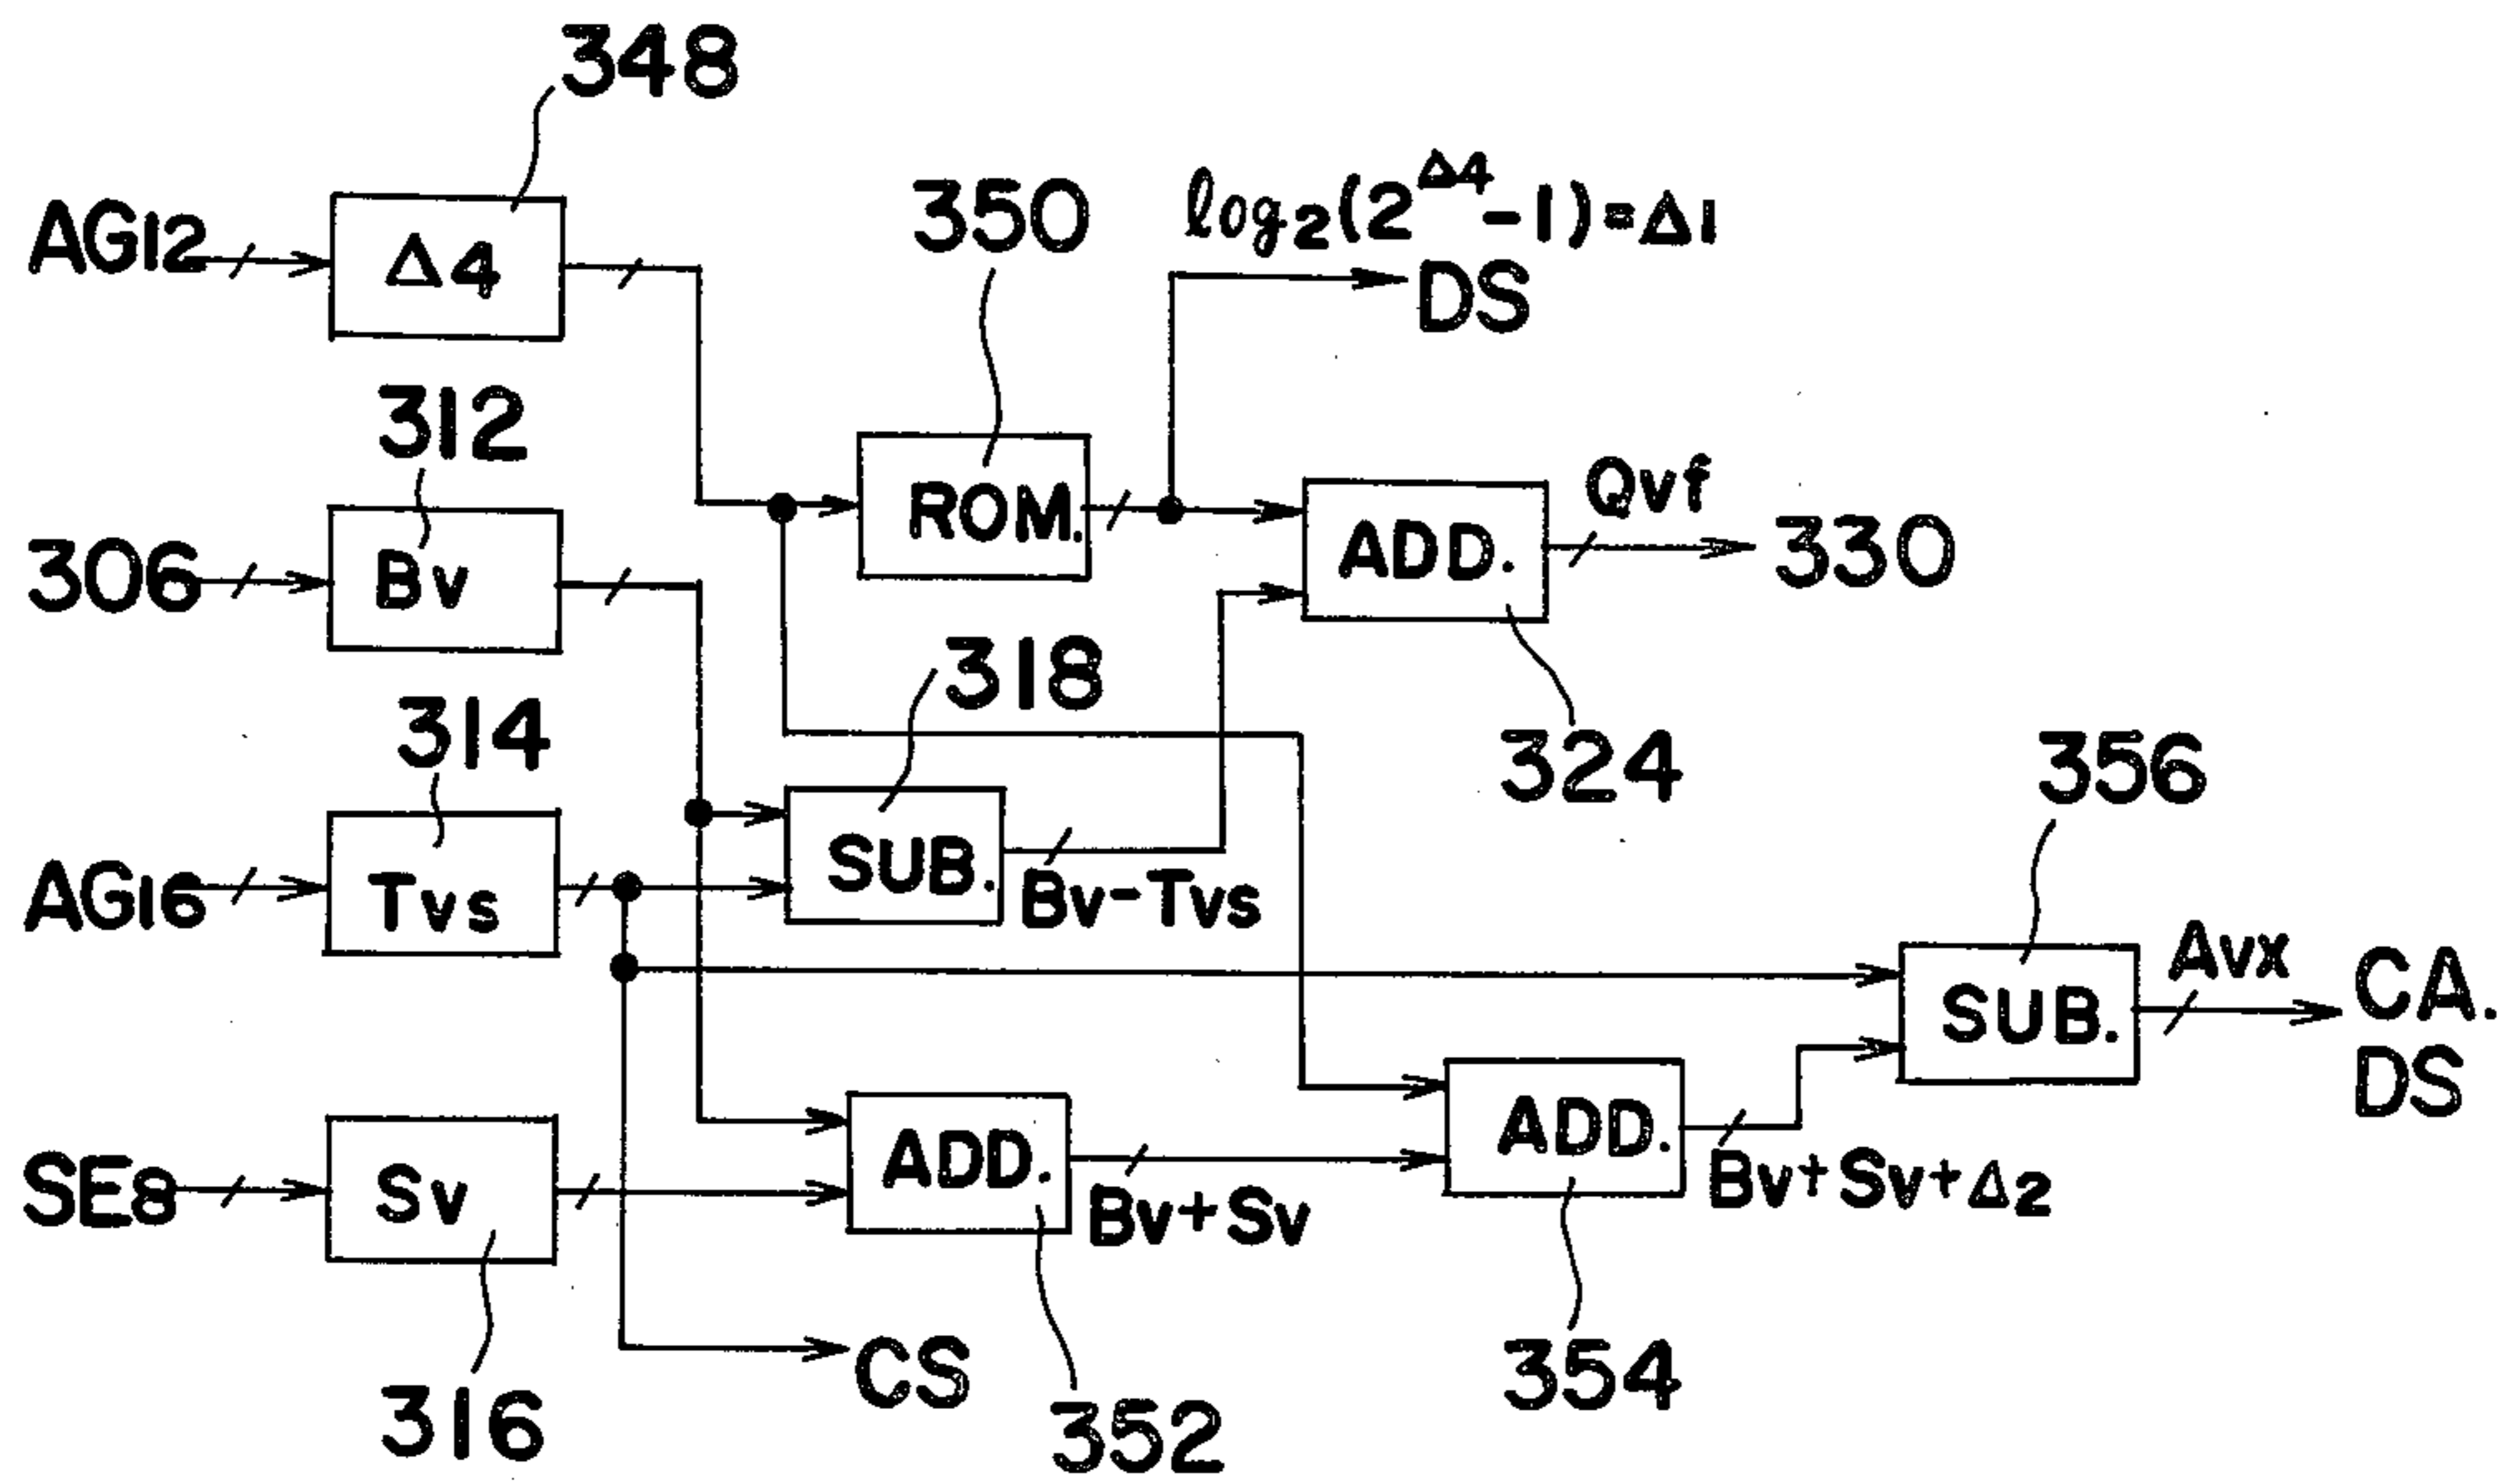 348
AG12
Δ4
350
log2(2^Δ4-1)=Δ1
DS
312
306
Bv
ROM.
ADD.
Qvf
330
318
324
314
AG16
Tvs
SUB.
Bv-Tvs
356
SUB.
Avx
CA.
DS
SE8
Sv
ADD.
Bv+Sv
ADD.
Bv+Sv+Δ2
316
CS
352
354